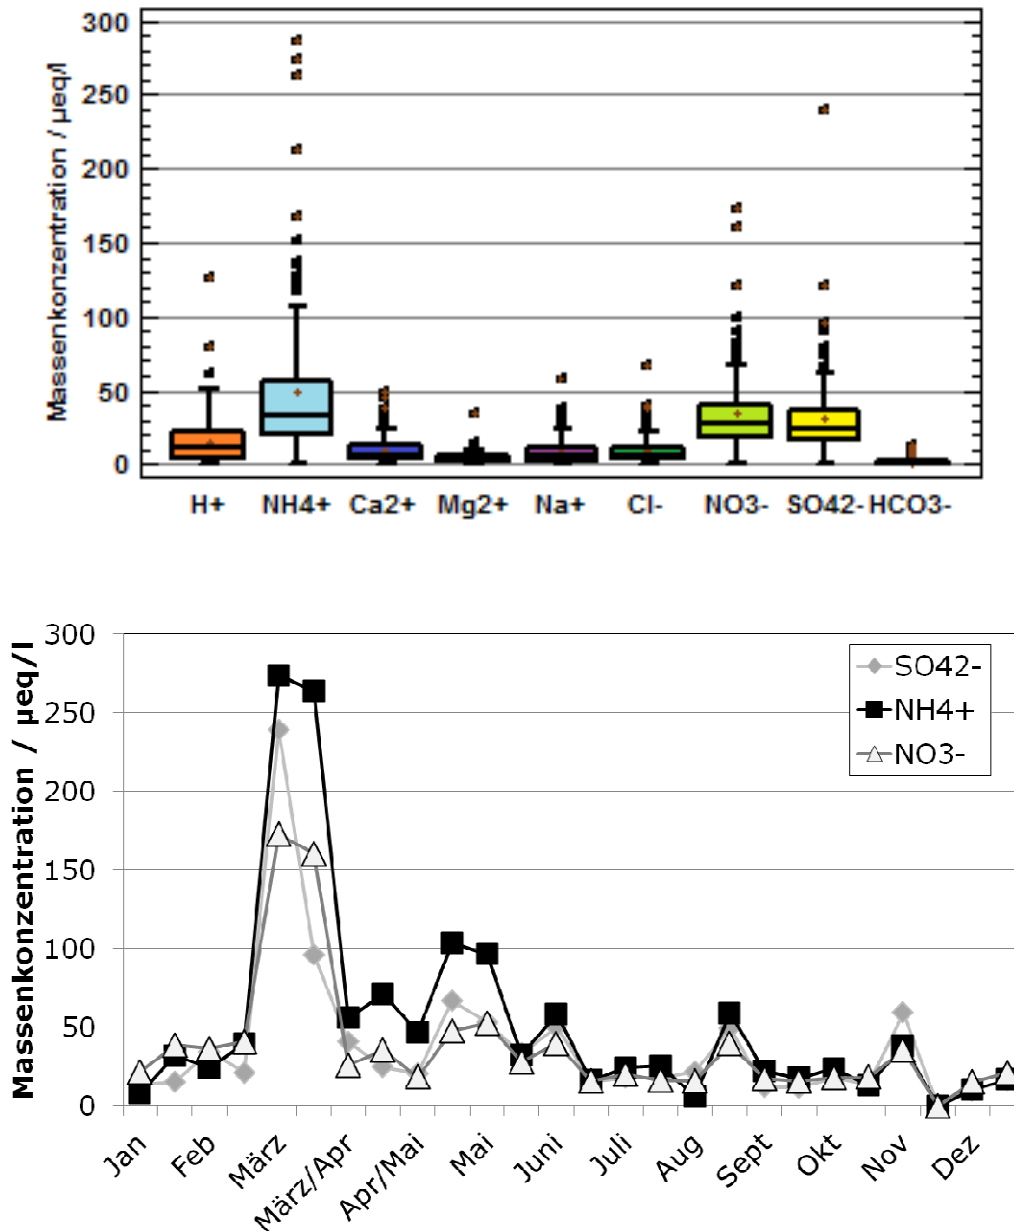 Massenkonzentration / µeq/l
300
250
200
150
100
50
0
H+ NH4+ Ca2+ Mg2+ Na+ Cl- NO3- SO42- HCO3-
Massenkonzentration / µeq/l
300
250
200
150
100
50
0
SO42-
NH4+
NO3-
Jan Feb März März/Apr Apr/Mai Mai Juni Juli Aug Sept Okt Nov Dez